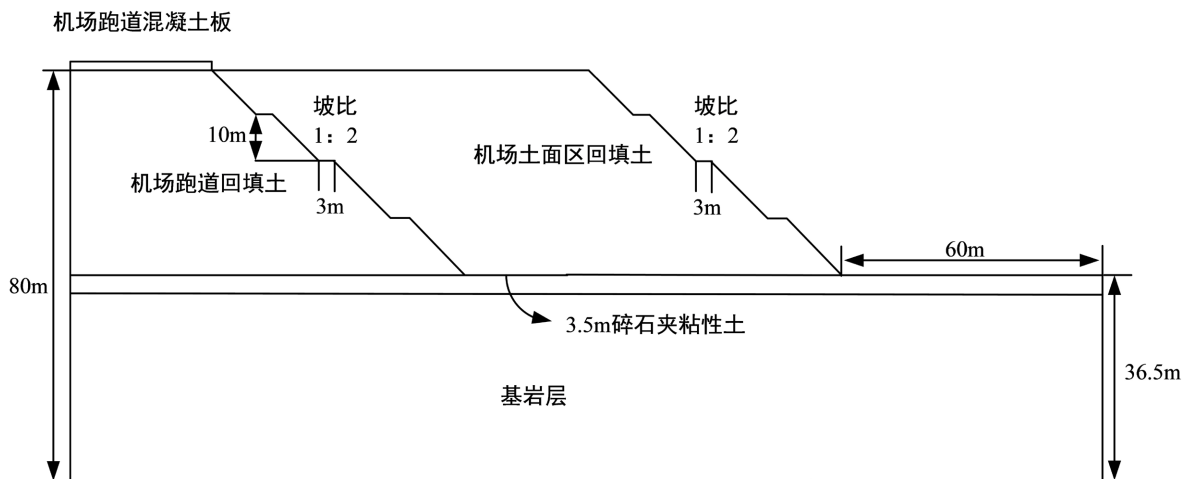 机场跑道混凝土板
坡比
1：2
10m
机场跑道回填土
3m
坡比
1：2
机场土面区回填土
3m
60m
80m
3.5m碎石夹粘性土
36.5m
基岩层